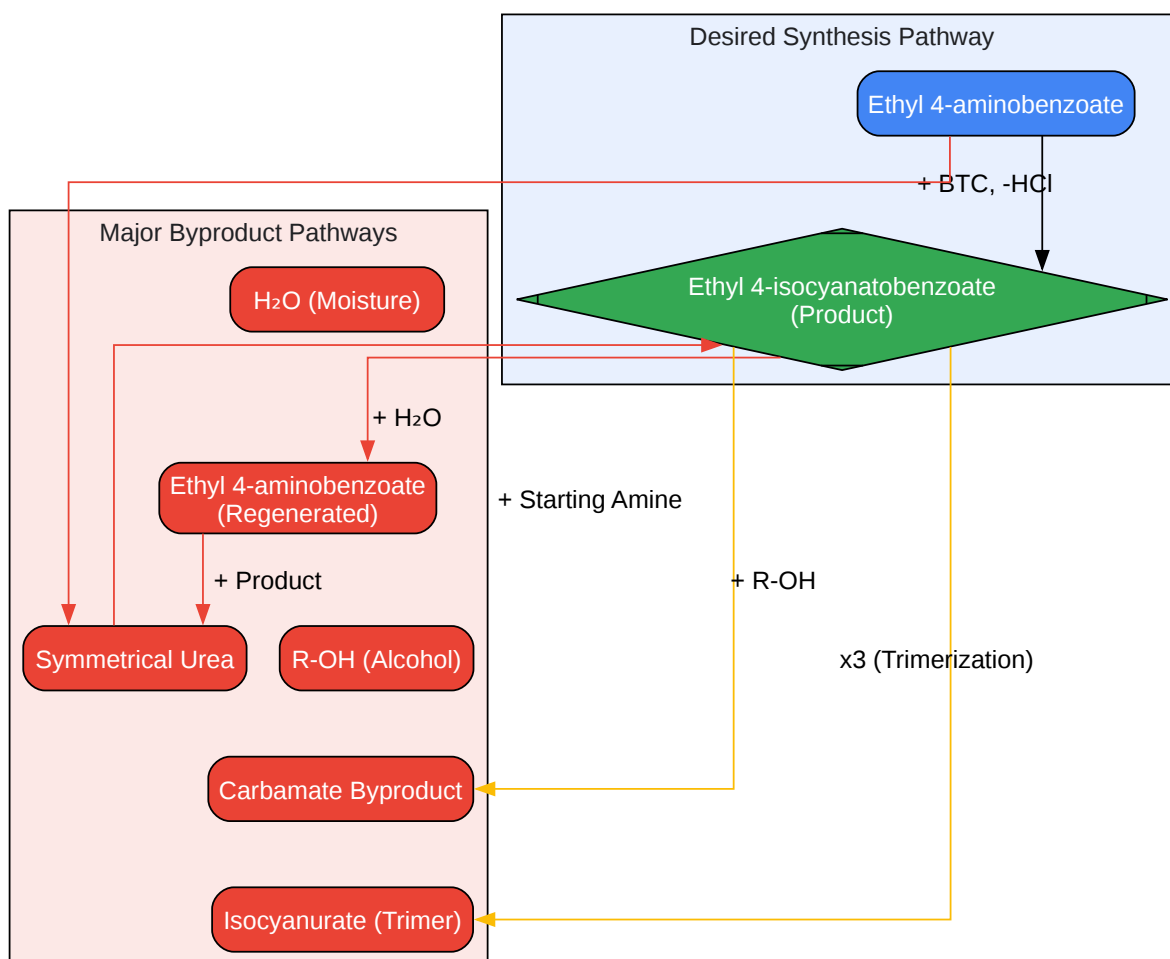 Desired Synthesis Pathway
Ethyl 4-aminobenzoate
+ BTC, -HCl
Major Byproduct Pathways
H₂O (Moisture)
Ethyl 4-isocyanatobenzoate
(Product)
+ H₂O
Ethyl 4-aminobenzoate
(Regenerated)
+ Starting Amine
+ Product
+ R-OH
Symmetrical Urea
R-OH (Alcohol)
x3 (Trimerization)
Carbamate Byproduct
Isocyanurate (Trimer)